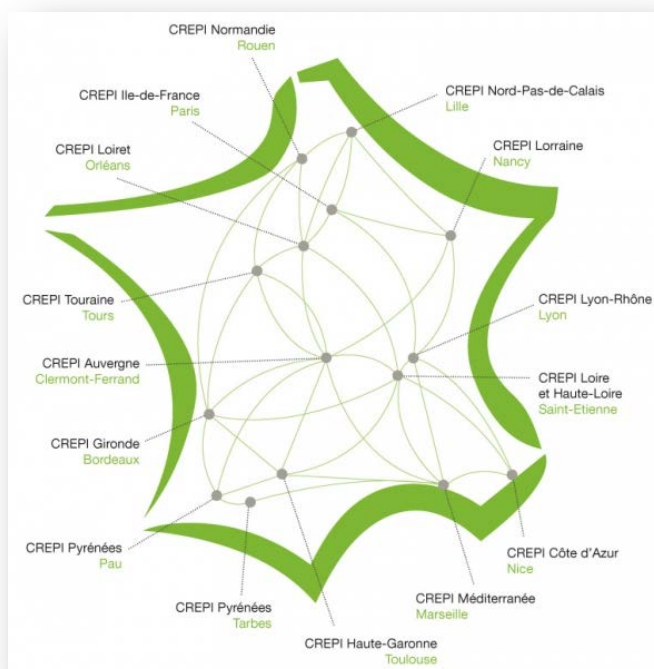 CREPI Normandie
Rouen
CREPI Ile-de-France
Paris
CREPI Nord-Pas-de-Calais
Lille
CREPI Loiret
Orléans
CREPI Lorraine
Nancy
CREPI Touraine
Tours
CREPI Lyon-Rhône
Lyon
CREPI Auvergne
Clermont-Ferrand
CREPI Loire
et Haute-Loire
Saint-Etienne
CREPI Gironde
Bordeaux
CREPI Pyrénées
Pau
CREPI Côte d'Azur
Nice
CREPI Pyrénées
Tarbes
CREPI Méditerranée
Marseille
CREPI Haute-Garonne
Toulouse